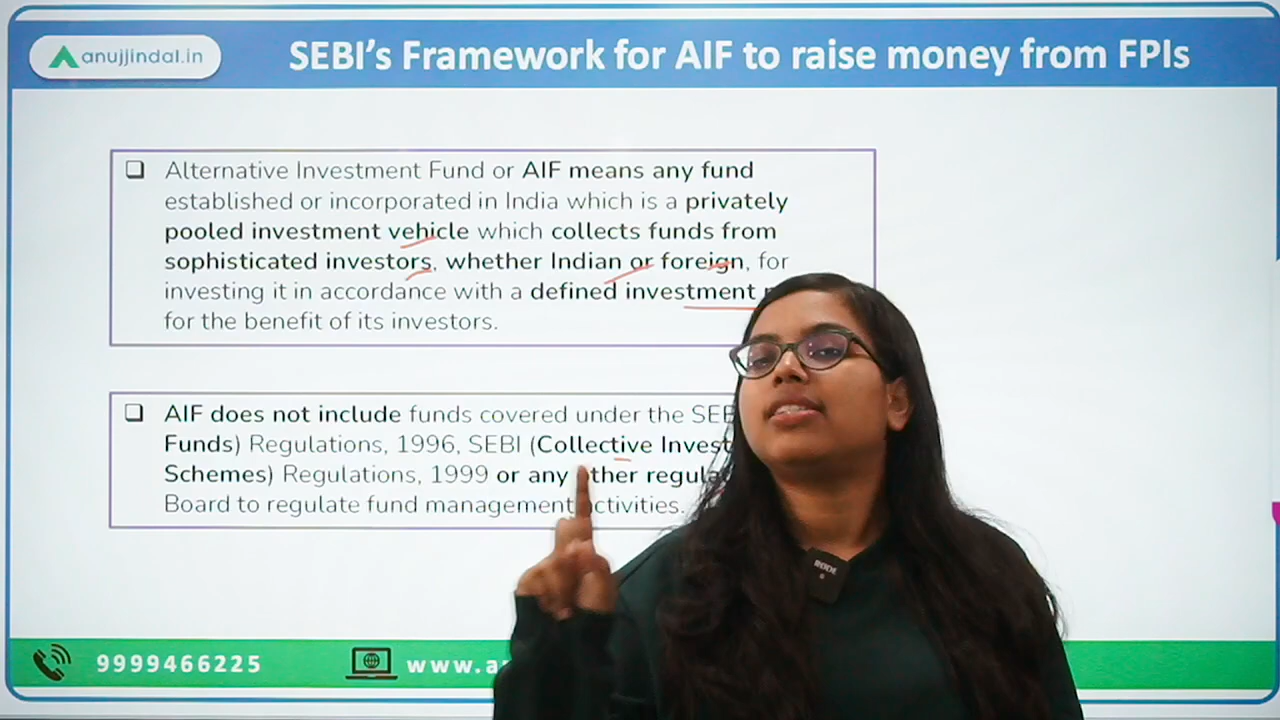 anujjindal.in
SEBI's Framework for AIF to raise money from FPIs
Alternative Investment Fund or AIF means any fund
established or incorporated in India which is a privately
pooled investment vehicle which collects funds from
sophisticated investors, whether Indian or foreign, for
investing it in accordance with a defined investment
for the benefit of its investors.
AIF does not include funds covered under the
Funds) Regulations, 1996, SEBI (Collective
Schemes) Regulations, 1999 or any other
Board to regulate fund management activities.
RODE
9999466225